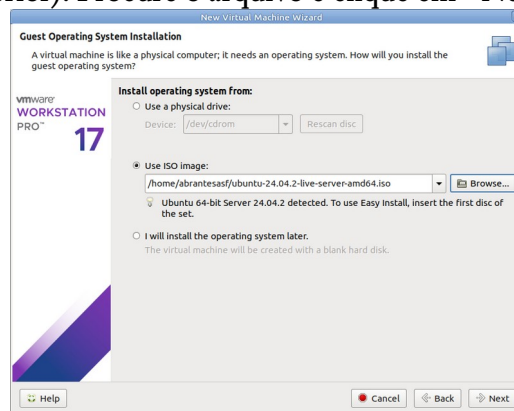 Procure o arquivo e clique em
New Virtual Machine Wizard
Guest Operating System Installation
A virtual machine is like a physical computer; it needs an operating system. How will you install the
guest operating system?
vmware
WORKSTATION
PRO™
17
Install operating system from:
Use a physical drive:
Device: /dev/cdrom
Rescan disc
Use ISO image:
/home/abrantesasf/ubuntu-24.04.2-live-server-amd64.iso
Browse...
Ubuntu 64-bit Server 24.04.2 detected. To use Easy Install, insert the first disc of
the set.
I will install the operating system later.
The virtual machine will be created with a blank hard disk.
Help
Cancel
Back
Next